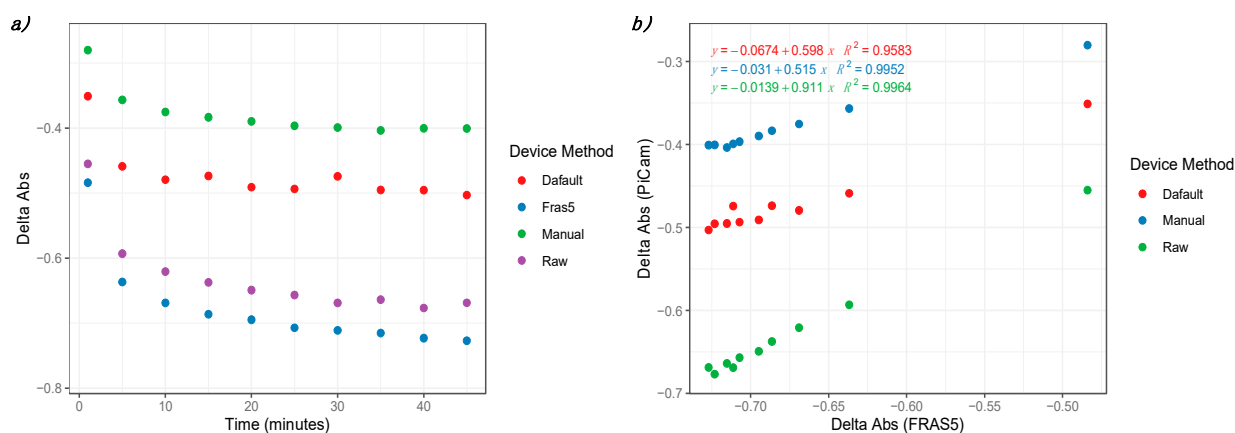 a)
−0.4
−0.6
−0.8
0
10
20
30
40
Time (minutes)
Delta Abs
Device Method
Dafault
Fras5
Manual
Raw
b)
y = −0.0674 + 0.598 x R² = 0.9583
y = −0.031 + 0.515 x R² = 0.9952
y = −0.0139 + 0.911 x R² = 0.9964
−0.3
−0.4
−0.5
−0.6
−0.7
−0.70
−0.65
−0.60
−0.55
−0.50
Delta Abs (FRAS5)
Delta Abs (PiCam)
Device Method
Dafault
Manual
Raw